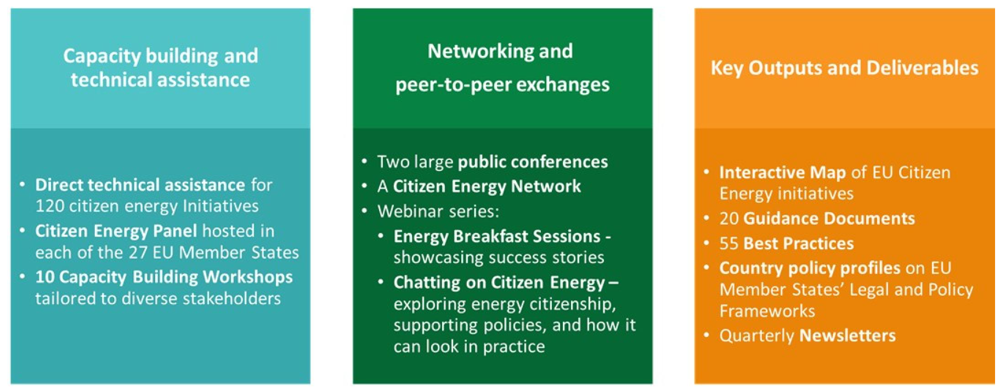 Capacity building and
technical assistance
• Direct technical assistance for
120 citizen energy Initiatives
• Citizen Energy Panel hosted in
each of the 27 EU Member States
• 10 Capacity Building Workshops
tailored to diverse stakeholders
Networking and
peer-to-peer exchanges
• Two large public conferences
• A Citizen Energy Network
• Webinar series:
• Energy Breakfast Sessions -
showcasing success stories
• Chatting on Citizen Energy –
exploring energy citizenship,
supporting policies, and how it
can look in practice
Key Outputs and Deliverables
• Interactive Map of EU Citizen
Energy initiatives
• 20 Guidance Documents
• 55 Best Practices
• Country policy profiles on EU
Member States’ Legal and Policy
Frameworks
• Quarterly Newsletters